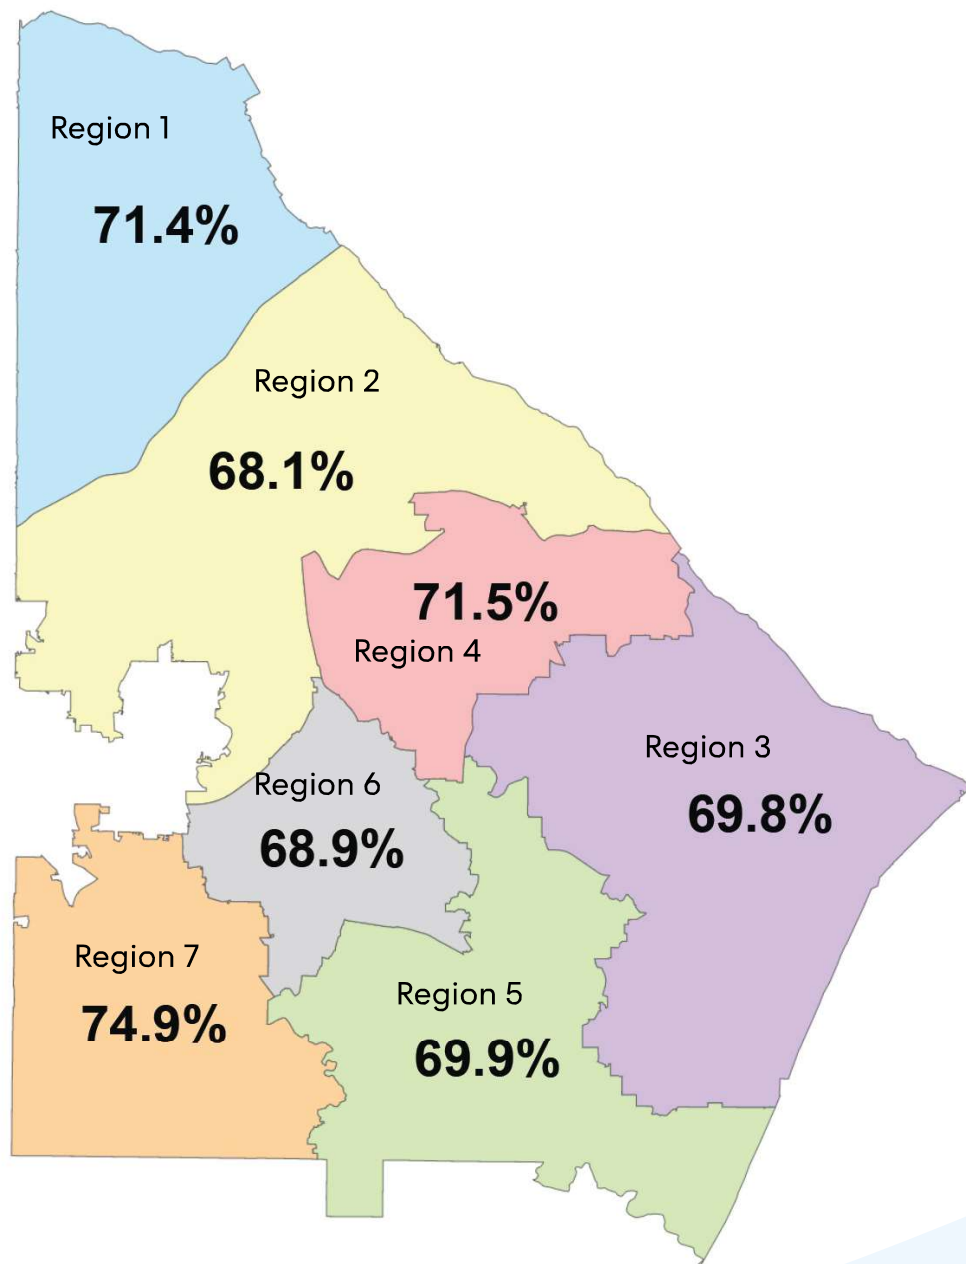 Region 1
71.4%
Region 2
68.1%
71.5%
Region 4
Region 3
69.8%
Region 6
68.9%
Region 7
74.9%
Region 5
69.9%